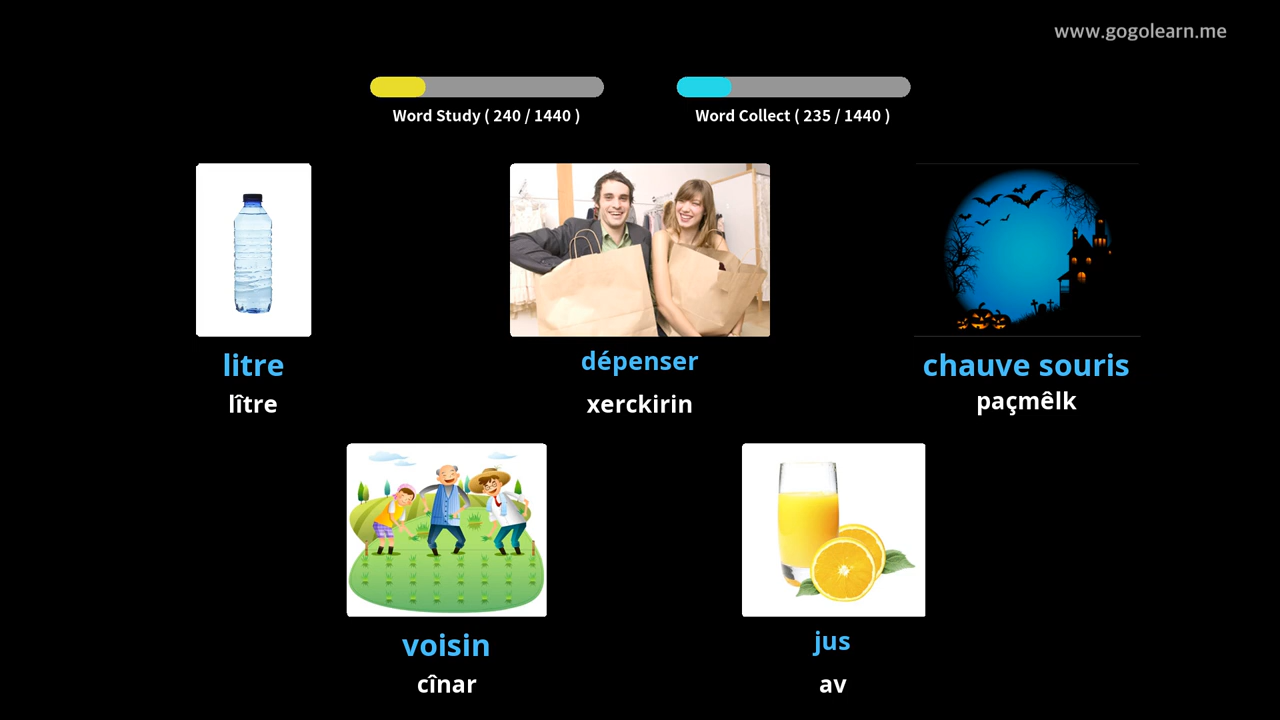 www.gogolearn.me
Word Study ( 240 / 1440 )
Word Collect ( 235 / 1440 )
litre
lître
dépenser
xerckirin
chauve souris
paçmêlk
voisin
cînar
jus
av